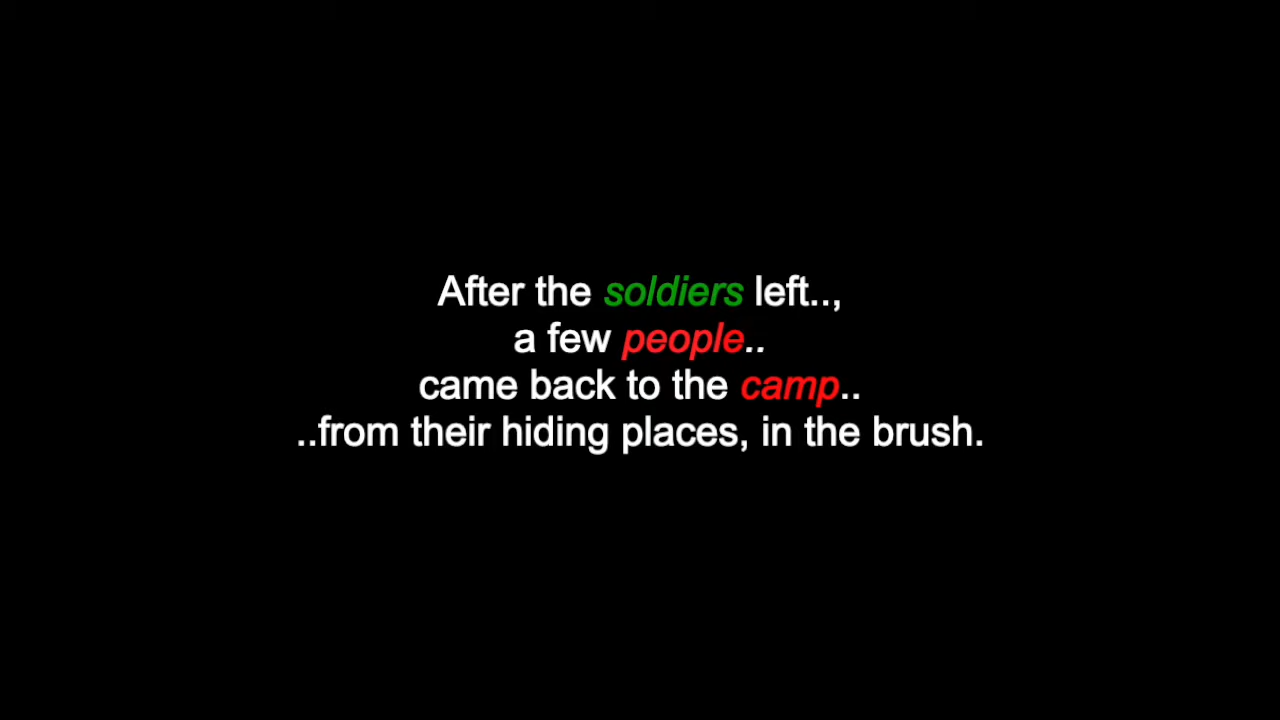 After the soldiers left..,
a few people..
came back to the camp..
..from their hiding places, in the brush.